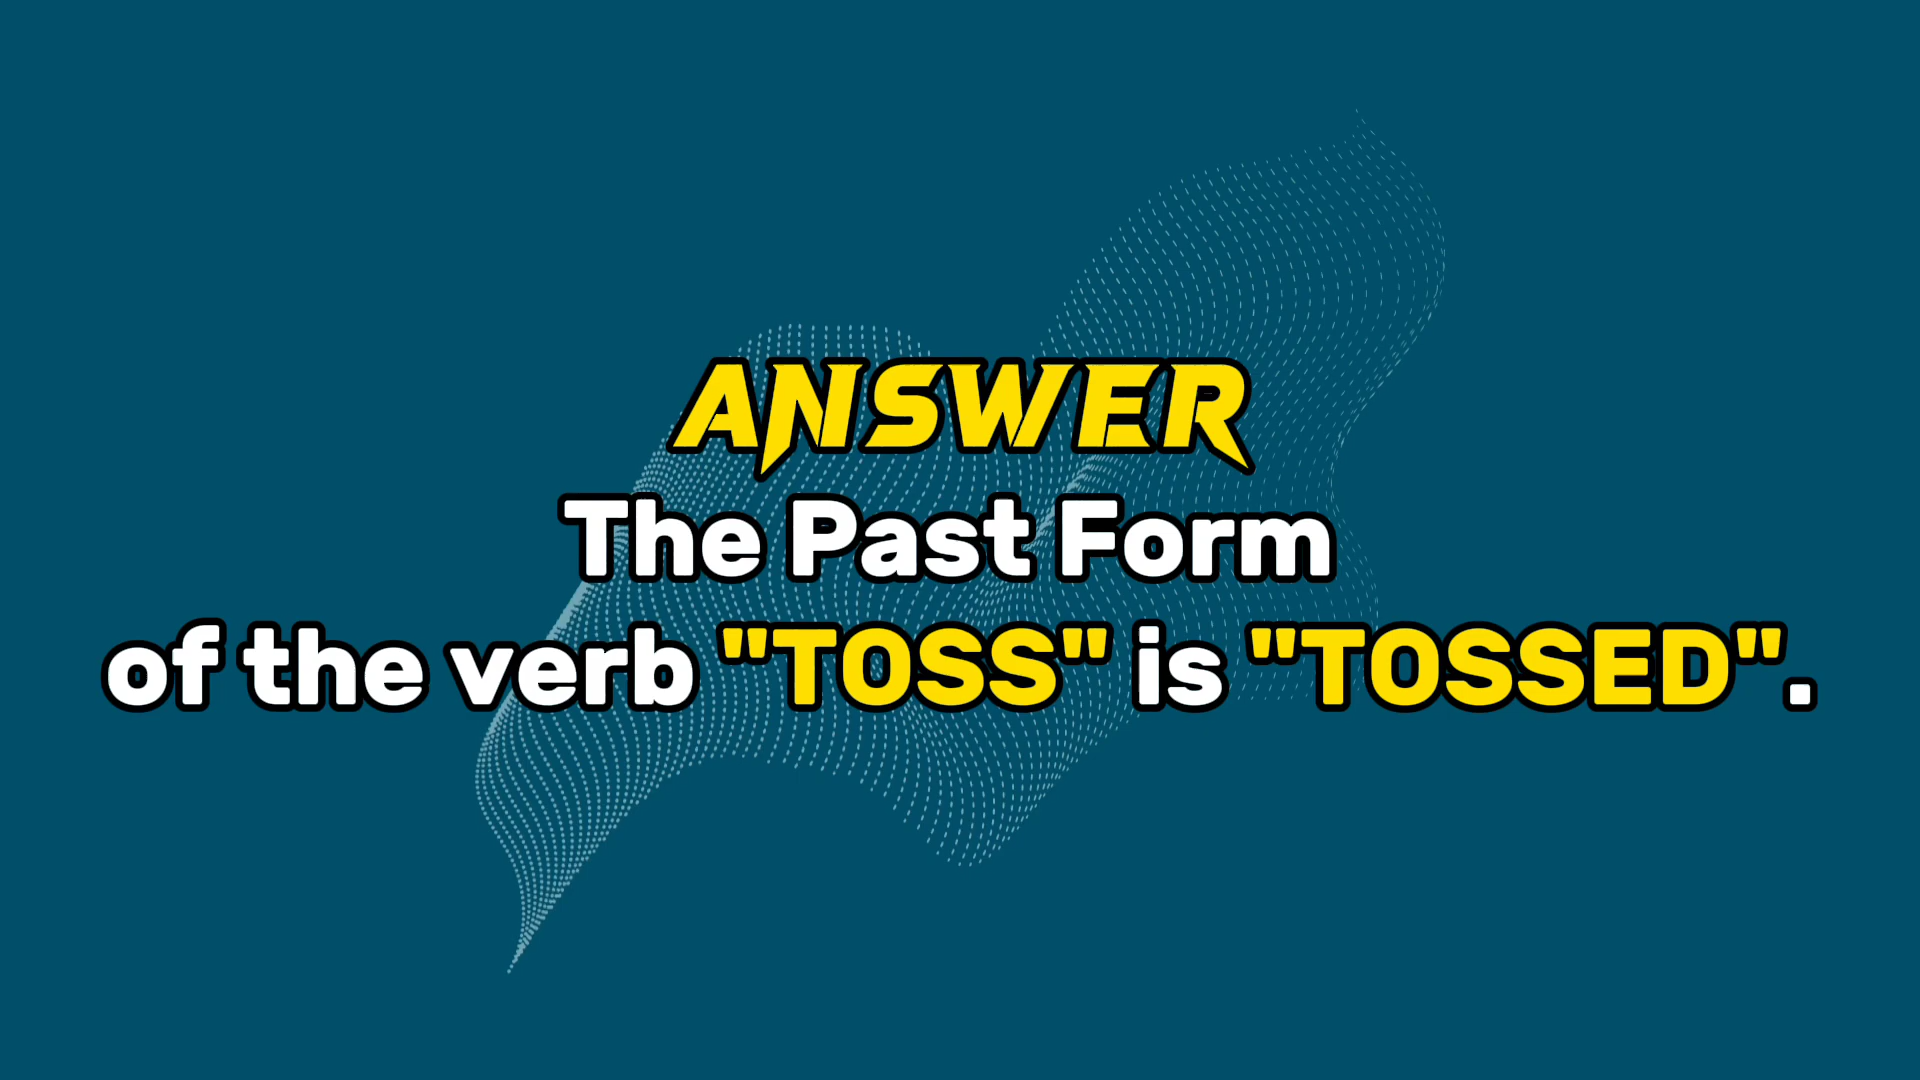 ANSWER
The Past Form
of the verb "TOSS" is "TOSSED".